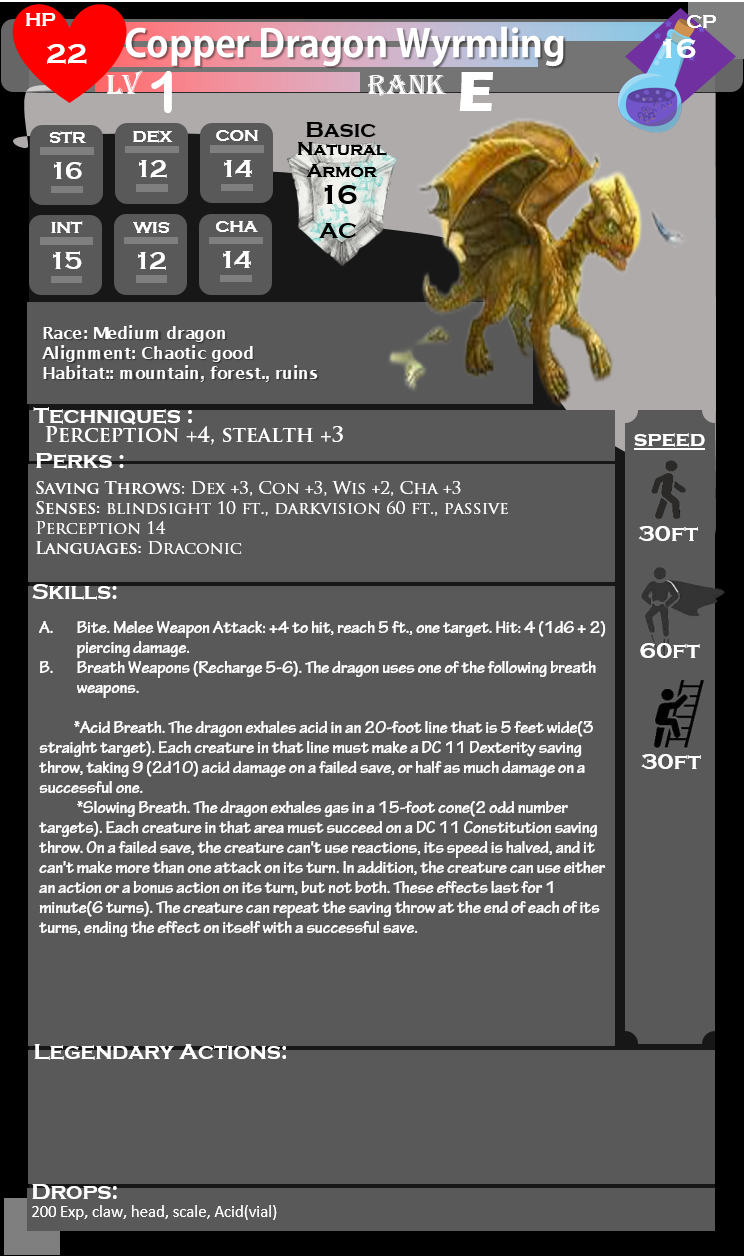 HP
22
Copper Dragon Wyrmling
CP
16
LV 1
RANK E
STR
16
DEX
12
CON
14
INT
15
WIS
12
CHA
14
Basic
Natural
Armor
16
AC
Race: Medium dragon
Alignment: Chaotic good
Habitat:: mountain, forest., ruins
Techniques :
Perception +4, stealth +3
Perks :
Saving Throws: Dex +3, Con +3, Wis +2, Cha +3
Senses: blindsight 10 ft., darkvision 60 ft., passive
Perception 14
Languages: Draconic
SPEED
30FT
60FT
30FT
Skills:
A. Bite. Melee Weapon Attack: +4 to hit, reach 5 ft., one target. Hit: 4 (1d6 + 2)
piercing damage.
B. Breath Weapons (Recharge 5-6). The dragon uses one of the following breath
weapons.
*Acid Breath. The dragon exhales acid in an 20-foot line that is 5 feet wide(3
straight target). Each creature in that line must make a DC 11 Dexterity saving
throw, taking 9 (2d10) acid damage on a failed save, or half as much damage on a
successful one.
*Slowing Breath. The dragon exhales gas in a 15-foot cone(2 odd number
targets). Each creature in that area must succeed on a DC 11 Constitution saving
throw. On a failed save, the creature can't use reactions, its speed is halved, and it
can't make more than one attack on its turn. In addition, the creature can use either
an action or a bonus action on its turn, but not both. These effects last for 1
minute(6 turns). The creature can repeat the saving throw at the end of each of its
turns, ending the effect on itself with a successful save.
Legendary Actions:
Drops:
200 Exp, claw, head, scale, Acid(vial)